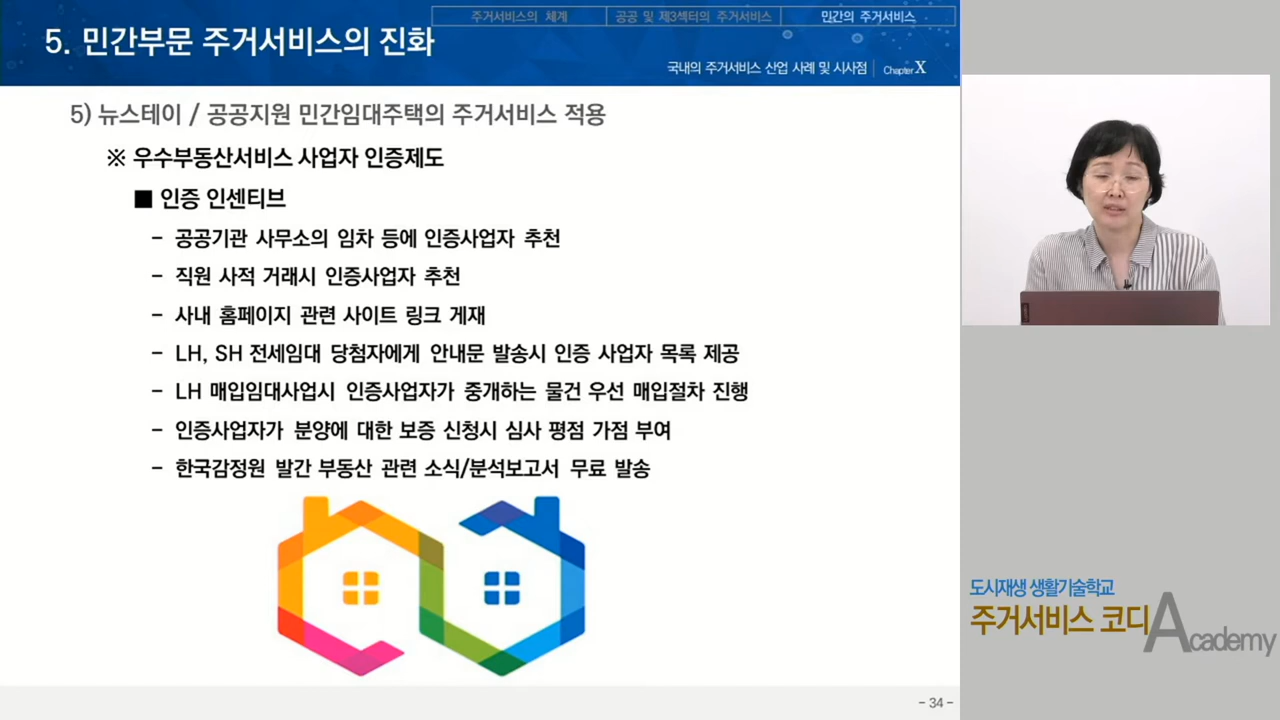 주거서비스의 체계
공공 및 제3섹터의 주거서비스
민간의 주거서비스
5. 민간부문 주거서비스의 진화
국내의 주거서비스 산업 사례 및 시사점 | Chapter X
5) 뉴스테이 / 공공지원 민간임대주택의 주거서비스 적용
※ 우수부동산서비스 사업자 인증제도
■ 인증 인센티브
- 공공기관 사무소의 임차 등에 인증사업자 추천
- 직원 사적 거래시 인증사업자 추천
- 사내 홈페이지 관련 사이트 링크 게재
- LH, SH 전세임대 당첨자에게 안내문 발송시 인증 사업자 목록 제공
- LH 매입임대사업시 인증사업자가 중개하는 물건 우선 매입절차 진행
- 인증사업자가 분양에 대한 보증 신청시 심사 평점 가점 부여
- 한국감정원 발간 부동산 관련 소식/분석보고서 무료 발송
도시재생 생활기술학교
주거서비스 코디 Academy
- 34 -